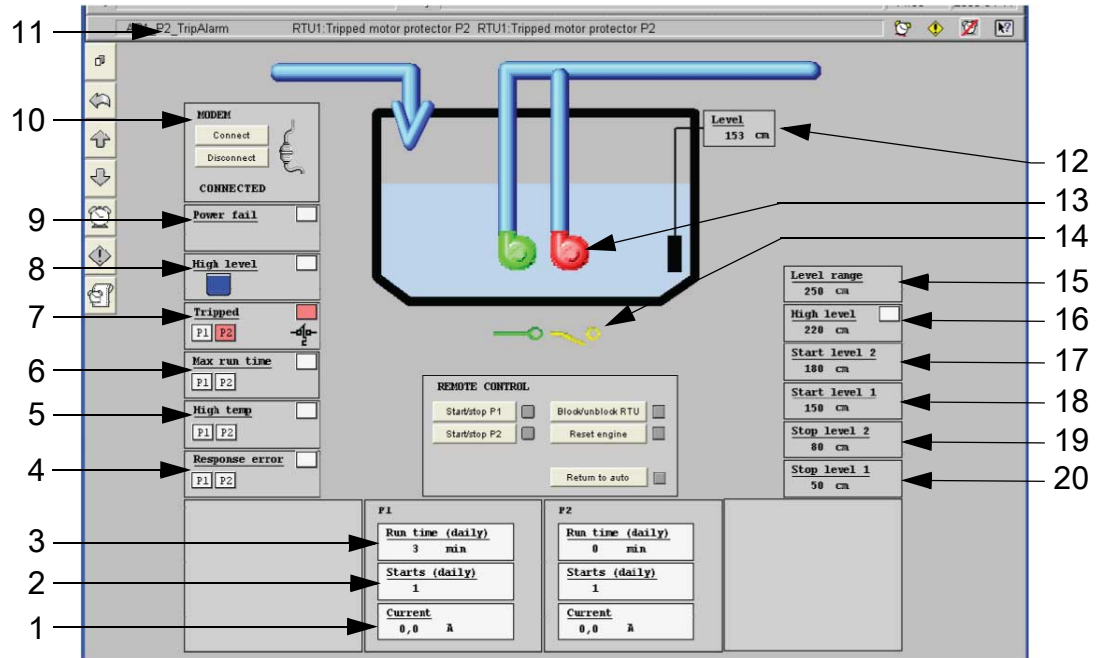 11
A_P2_TripAlarm RTU1:Tripped motor protector P2 RTU1:Tripped motor protector P2
10
MODEM
Connect
Disconnect
CONNECTED
Level
153 cm
12
9
Power fail
13
14
8
High level
Level range
250 cm
15
7
Tripped
P1 P2
High level
220 cm
16
6
Max run time
P1 P2
Start level 2
180 cm
17
REMOTE CONTROL
Start/stop P1
Block/unblock RTU
Start/stop P2
Reset engine
Return to auto
Start level 1
150 cm
18
5
High temp
P1 P2
Stop level 2
80 cm
19
4
Response error
P1 P2
Stop level 1
50 cm
20
P1
P2
3
Run time (daily)
3 min
Run time (daily)
0 min
2
Starts (daily)
1
Starts (daily)
1
1
Current
0,0 A
Current
0,0 A